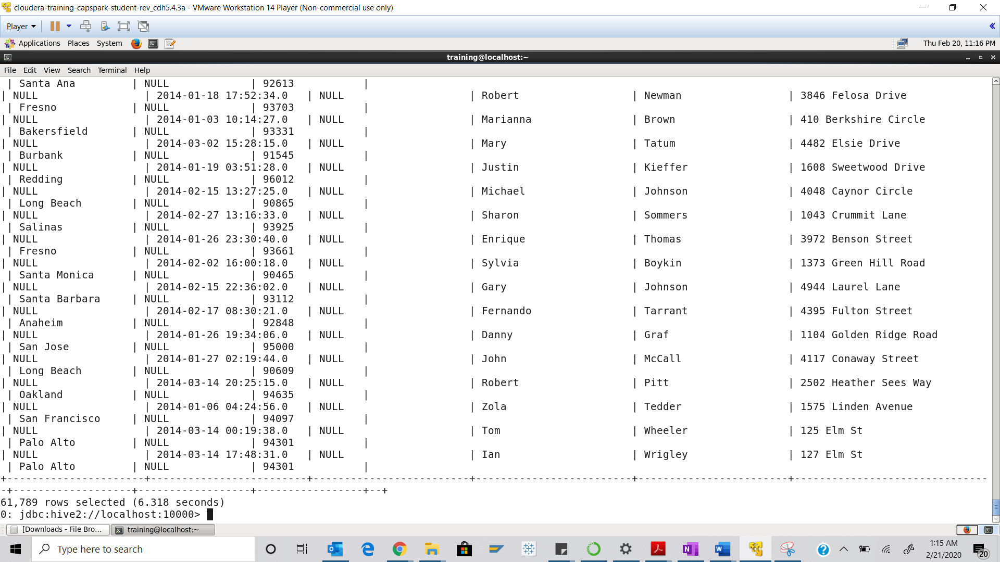 cloudera-training-capspark-student-rev_cdh5.4.3a - VMware Workstation 14 Player (Non-commercial use only)
Player
Applications Places System Thu Feb 20, 11:16 PM
training@localhost:~
File Edit View Search Terminal Help
| Santa Ana | NULL | 92613 |
| NULL | 2014-01-18 17:52:34.0 | NULL | Robert | Newman | 3846 Felosa Drive
| Fresno | NULL | 93703 |
| NULL | 2014-01-03 10:14:27.0 | NULL | Marianna | Brown | 410 Berkshire Circle
| Bakersfield | NULL | 93331 |
| NULL | 2014-03-02 15:28:15.0 | NULL | Mary | Tatum | 4482 Elsie Drive
| Burbank | NULL | 91545 |
| NULL | 2014-01-19 03:51:28.0 | NULL | Justin | Kieffer | 1608 Sweetwood Drive
| Redding | NULL | 96012 |
| NULL | 2014-02-15 13:27:25.0 | NULL | Michael | Johnson | 4048 Caynor Circle
| Long Beach | NULL | 90865 |
| NULL | 2014-02-27 13:16:33.0 | NULL | Sharon | Sommers | 1043 Crummit Lane
| Salinas | NULL | 93925 |
| NULL | 2014-01-26 23:30:40.0 | NULL | Enrique | Thomas | 3972 Benson Street
| Fresno | NULL | 93661 |
| NULL | 2014-02-02 16:00:18.0 | NULL | Sylvia | Boykin | 1373 Green Hill Road
| Santa Monica | NULL | 90465 |
| NULL | 2014-02-15 22:36:02.0 | NULL | Gary | Johnson | 4944 Laurel Lane
| Santa Barbara | NULL | 93112 |
| NULL | 2014-02-17 08:30:21.0 | NULL | Fernando | Tarrant | 4395 Fulton Street
| Anaheim | NULL | 92848 |
| NULL | 2014-01-26 19:34:06.0 | NULL | Danny | Graf | 1104 Golden Ridge Road
| San Jose | NULL | 95000 |
| NULL | 2014-01-27 02:19:44.0 | NULL | John | McCall | 4117 Conaway Street
| Long Beach | NULL | 90609 |
| NULL | 2014-03-14 20:25:15.0 | NULL | Robert | Pitt | 2502 Heather Sees Way
| Oakland | NULL | 94635 |
| NULL | 2014-01-06 04:24:56.0 | NULL | Zola | Tedder | 1575 Linden Avenue
| San Francisco | NULL | 94097 |
| NULL | 2014-03-14 00:19:38.0 | NULL | Tom | Wheeler | 125 Elm St
| Palo Alto | NULL | 94301 |
| NULL | 2014-03-14 17:48:31.0 | NULL | Ian | Wrigley | 127 Elm St
| Palo Alto | NULL | 94301 |
+----------------------+-------------------------+-------------------------+-------------------------+------------------------+-------------------------------
-+-------------------+------------------+-----------------+--+
61,789 rows selected (6.318 seconds)
0: jdbc:hive2://localhost:10000>
[Downloads - File Bro... training@localhost:~
Type here to search 1:15 AM
2/21/2020 20